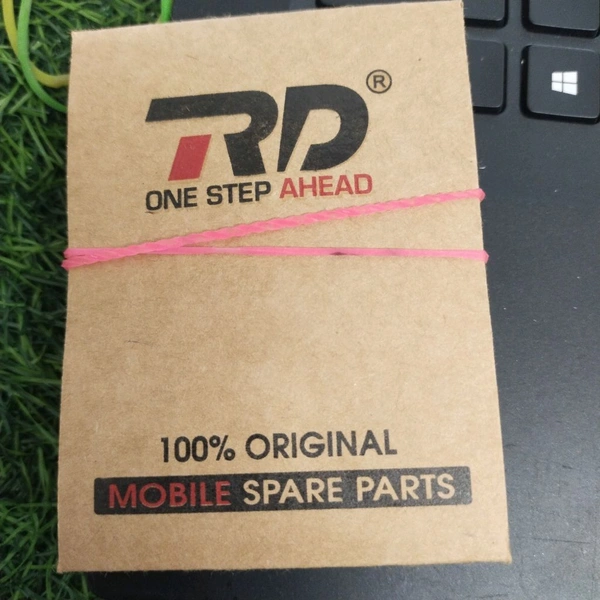 RD®
ONE STEP AHEAD
100% ORIGINAL
MOBILE SPARE PARTS